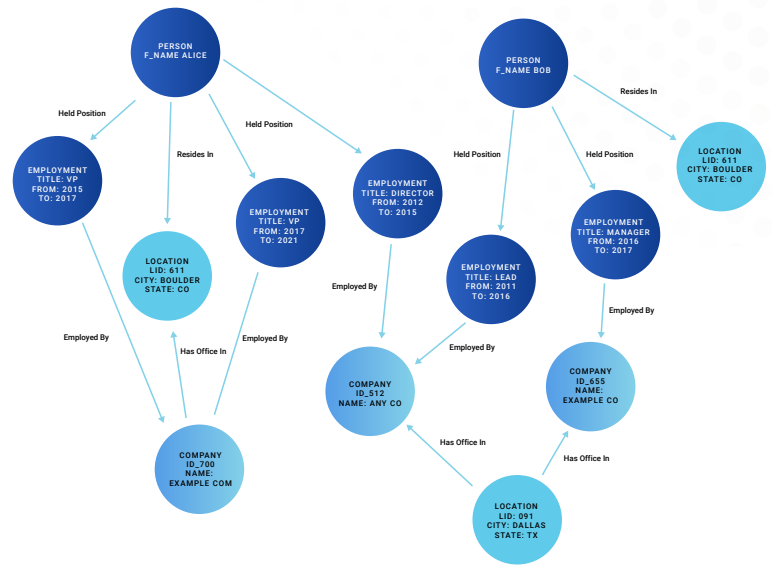 PERSON
F_NAME ALICE
PERSON
F_NAME BOB
Held Position
Resides In
Held Position
Resides In
Held Position
Held Position
EMPLOYMENT
TITLE: VP
FROM: 2015
TO: 2017
EMPLOYMENT
TITLE: VP
FROM: 2017
TO: 2021
EMPLOYMENT
TITLE: DIRECTOR
FROM: 2012
TO: 2015
EMPLOYMENT
TITLE: MANAGER
FROM: 2016
TO: 2017
LOCATION
LID: 611
CITY: BOULDER
STATE: CO
LOCATION
LID: 611
CITY: BOULDER
STATE: CO
EMPLOYMENT
TITLE: LEAD
FROM: 2011
TO: 2016
Employed By
Employed By
Has Office In
Employed By
Employed By
Employed By
COMPANY
ID_512
NAME: ANY CO
COMPANY
ID_655
NAME:
EXAMPLE CO
COMPANY
ID_700
NAME:
EXAMPLE COM
Has Office In
Has Office In
LOCATION
LID: 091
CITY: DALLAS
STATE: TX